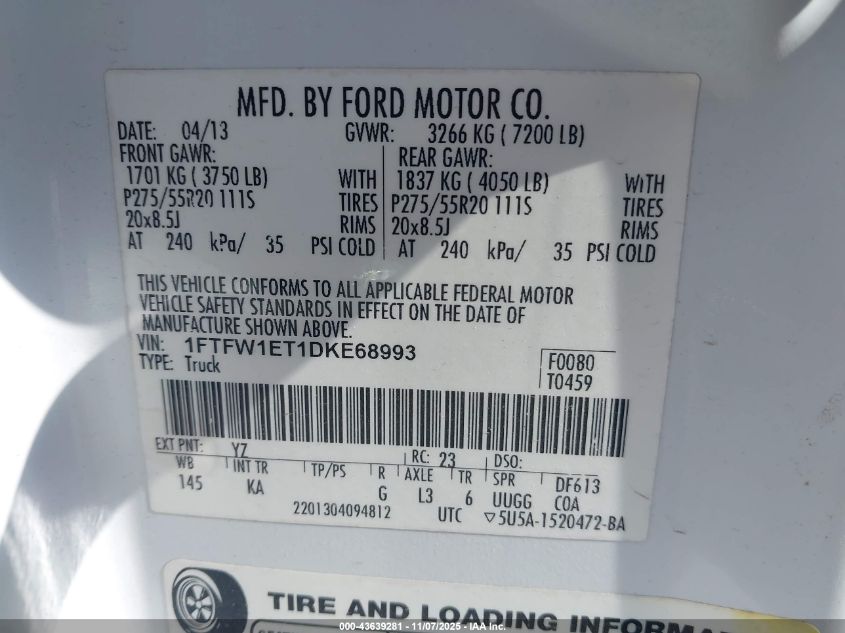 MFD. BY FORD MOTOR CO.
DATE: 04/13 GVWR: 3266 KG ( 7200 LB)
FRONT GAWR: REAR GAWR:
1701 KG ( 3750 LB) WITH 1837 KG ( 4050 LB) WITH
P275/55R20 111S TIRES P275/55R20 111S TIRES
20x8.5J RIMS 20x8.5J RIMS
AT 240 kPa/ 35 PSI COLD AT 240 kPa/ 35 PSI COLD
THIS VEHICLE CONFORMS TO ALL APPLICABLE FEDERAL MOTOR
VEHICLE SAFETY STANDARDS IN EFFECT ON THE DATE OF
MANUFACTURE SHOWN ABOVE.
VIN: 1FTFW1ET1DKE68993
TYPE: Truck
F0080
T0459
EXT PNT: YZ RC: 23 DSO:
WB INT TR TP/PS R AXLE TR SPR DF613
145 KA G L3 6 UUGG COA
2201304094812 UTC ▽5U5A-1520472-BA
TIRE AND LOADING INFORMA
000-43639281 - 11/07/2025 - IAA Inc.